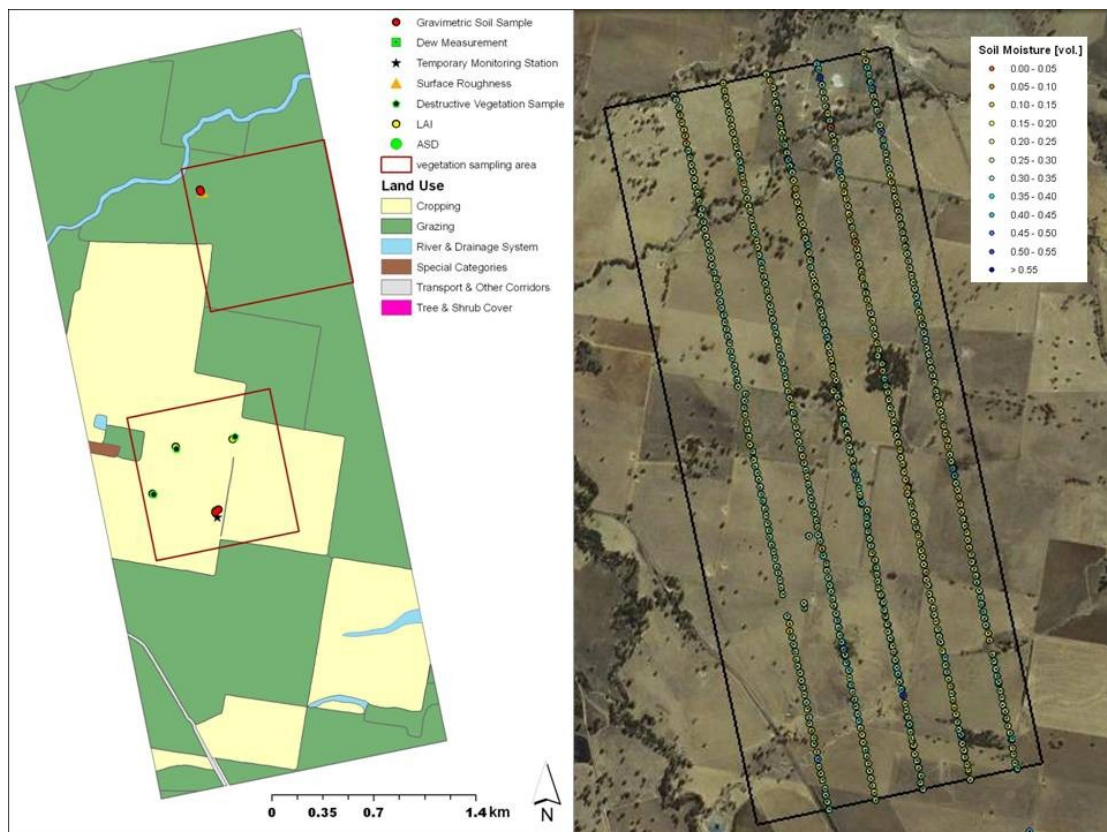 Gravimetric Soil Sample
Dew Measurement
Temporary Monitoring Station
Surface Roughness
Destructive Vegetation Sample
LAI
ASD
vegetation sampling area
Land Use
Cropping
Grazing
River & Drainage System
Special Categories
Transport & Other Corridors
Tree & Shrub Cover
N
0 0.35 0.7 1.4 km
Soil Moisture [vol.]
0.00 - 0.05
0.05 - 0.10
0.10 - 0.15
0.15 - 0.20
0.20 - 0.25
0.25 - 0.30
0.30 - 0.35
0.35 - 0.40
0.40 - 0.45
0.45 - 0.50
0.50 - 0.55
> 0.55